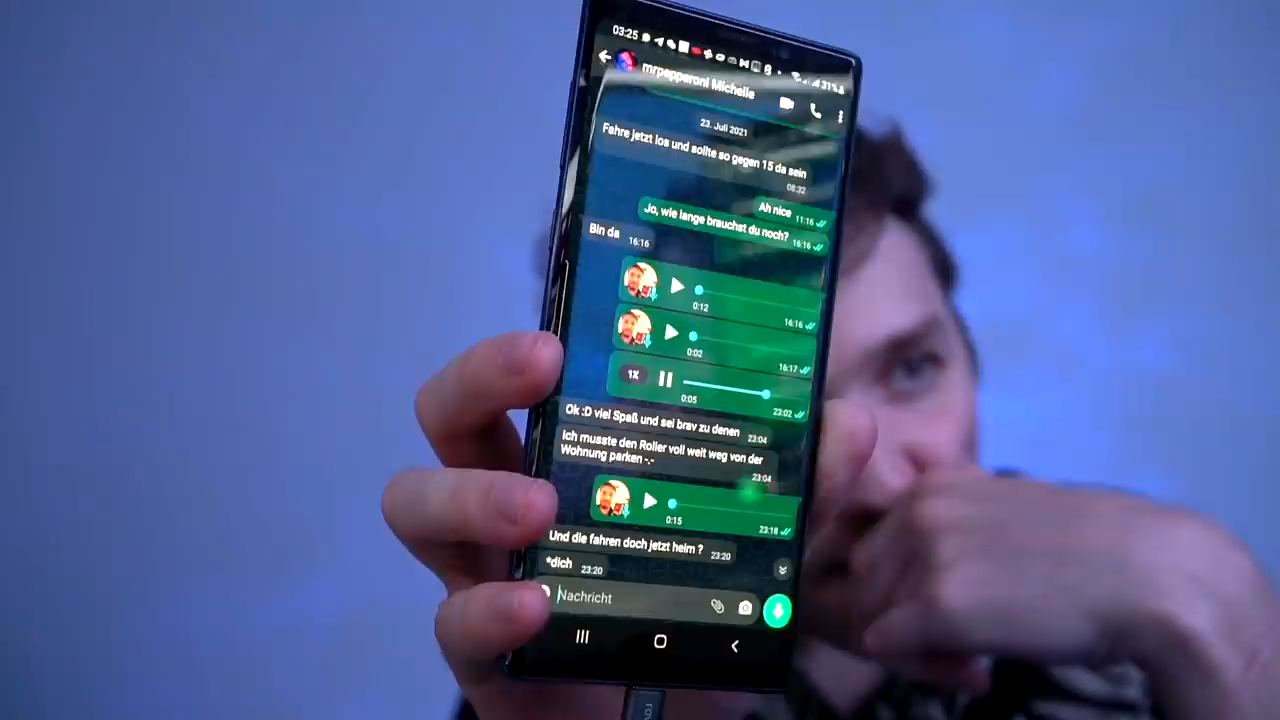 03:25
31%
mrpepperoni Michelle
23. Juli 2021
Fahre jetzt los und sollte so gegen 15 da sein
08:32
Ah nice 11:16
Jo, wie lange brauchst du noch? 16:16
Bin da 16:16
0:12 16:16
0:02 16:17
1X
0:05 23:02
Ok :D viel Spaß und sei brav zu denen 23:04
Ich musste den Roller voll weit weg von der
Wohnung parken -.-
23:04
0:15 23:18
Und die fahren doch jetzt heim ? 23:20
*dich 23:20
Nachricht